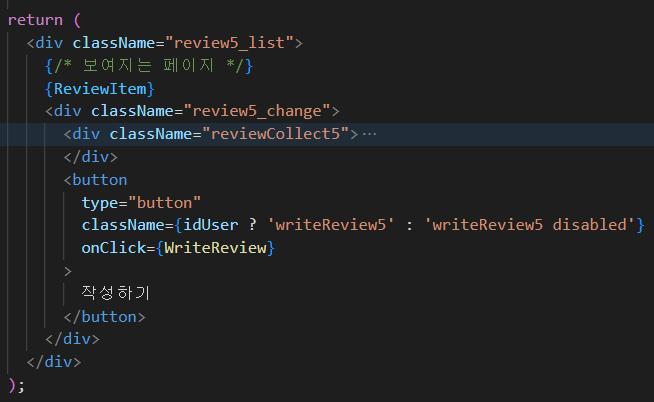 return (
<div className="review5_list">
{/* 보여지는 페이지 */}
{ReviewItem}
<div className="review5_change">
<div className="reviewCollect5">⋯
</div>
<button
type="button"
className={idUser ? 'writeReview5' : 'writeReview5 disabled'}
onClick={WriteReview}
>
작성하기
</button>
</div>
</div>
);